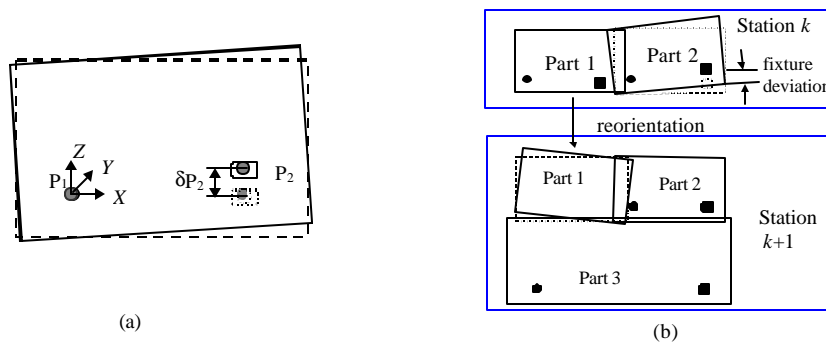 Z
Y
P1
X
δP2
P2
(a)
Station k
Part 1
Part 2
fixture
deviation
reorientation
Part 1
Part 2
Station
k+1
Part 3
(b)